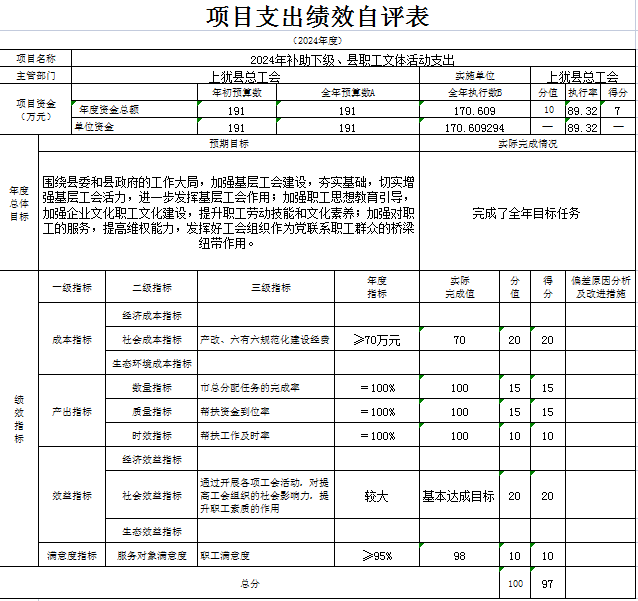 项目支出绩效自评表
（2024年度）
项目名称 2024年补助下级、县职工文体活动支出
主管部门 上犹县总工会 实施单位 上犹县总工会
项目资金（万元） 年初预算数 全年预算数A 全年执行数B 分值 执行率 得分
年度资金总额 191 191 170.609 10 89.32 7
单位资金 191 191 170.609294 — 89.32 —
年度总体目标 预期目标 实际完成情况
围绕县委和县政府的工作大局，加强基层工会建设，夯实基础，切实增
强基层工会活力，进一步发挥基层工会作用；加强职工思想教育引导，
加强企业文化职工文化建设，提升职工劳动技能和文化素养；加强对职
工的服务，提高维权能力，发挥好工会组织作为党联系职工群众的桥梁
纽带作用。
完成了全年目标任务
绩效指标 一级指标 二级指标 三级指标 年度指标 实际完成值 分值 得分 偏差原因分析及改进措施
成本指标 经济成本指标
社会成本指标 产改、六有六规范化建设经费 ≥70万元 70 20 20
生态环境成本指标
产出指标 数量指标 市总分配任务的完成率 ＝100% 100 15 15
质量指标 帮扶资金到位率 ＝100% 100 15 15
时效指标 帮扶工作及时率 ＝100% 100 10 10
效益指标 经济效益指标
社会效益指标 通过开展各项工会活动，对提
高工会组织的社会影响力，提
升职工素质的作用 较大 基本达成目标 20 20
生态效益指标
满意度指标 服务对象满意度 职工满意度 ≥95% 98 10 10
总分 100 97